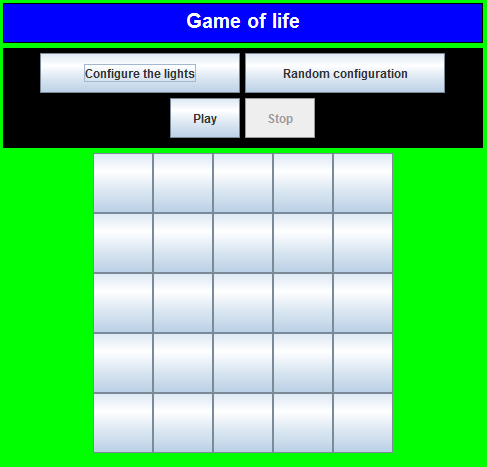 Game of life
Configure the lights
Random configuration
Play
Stop